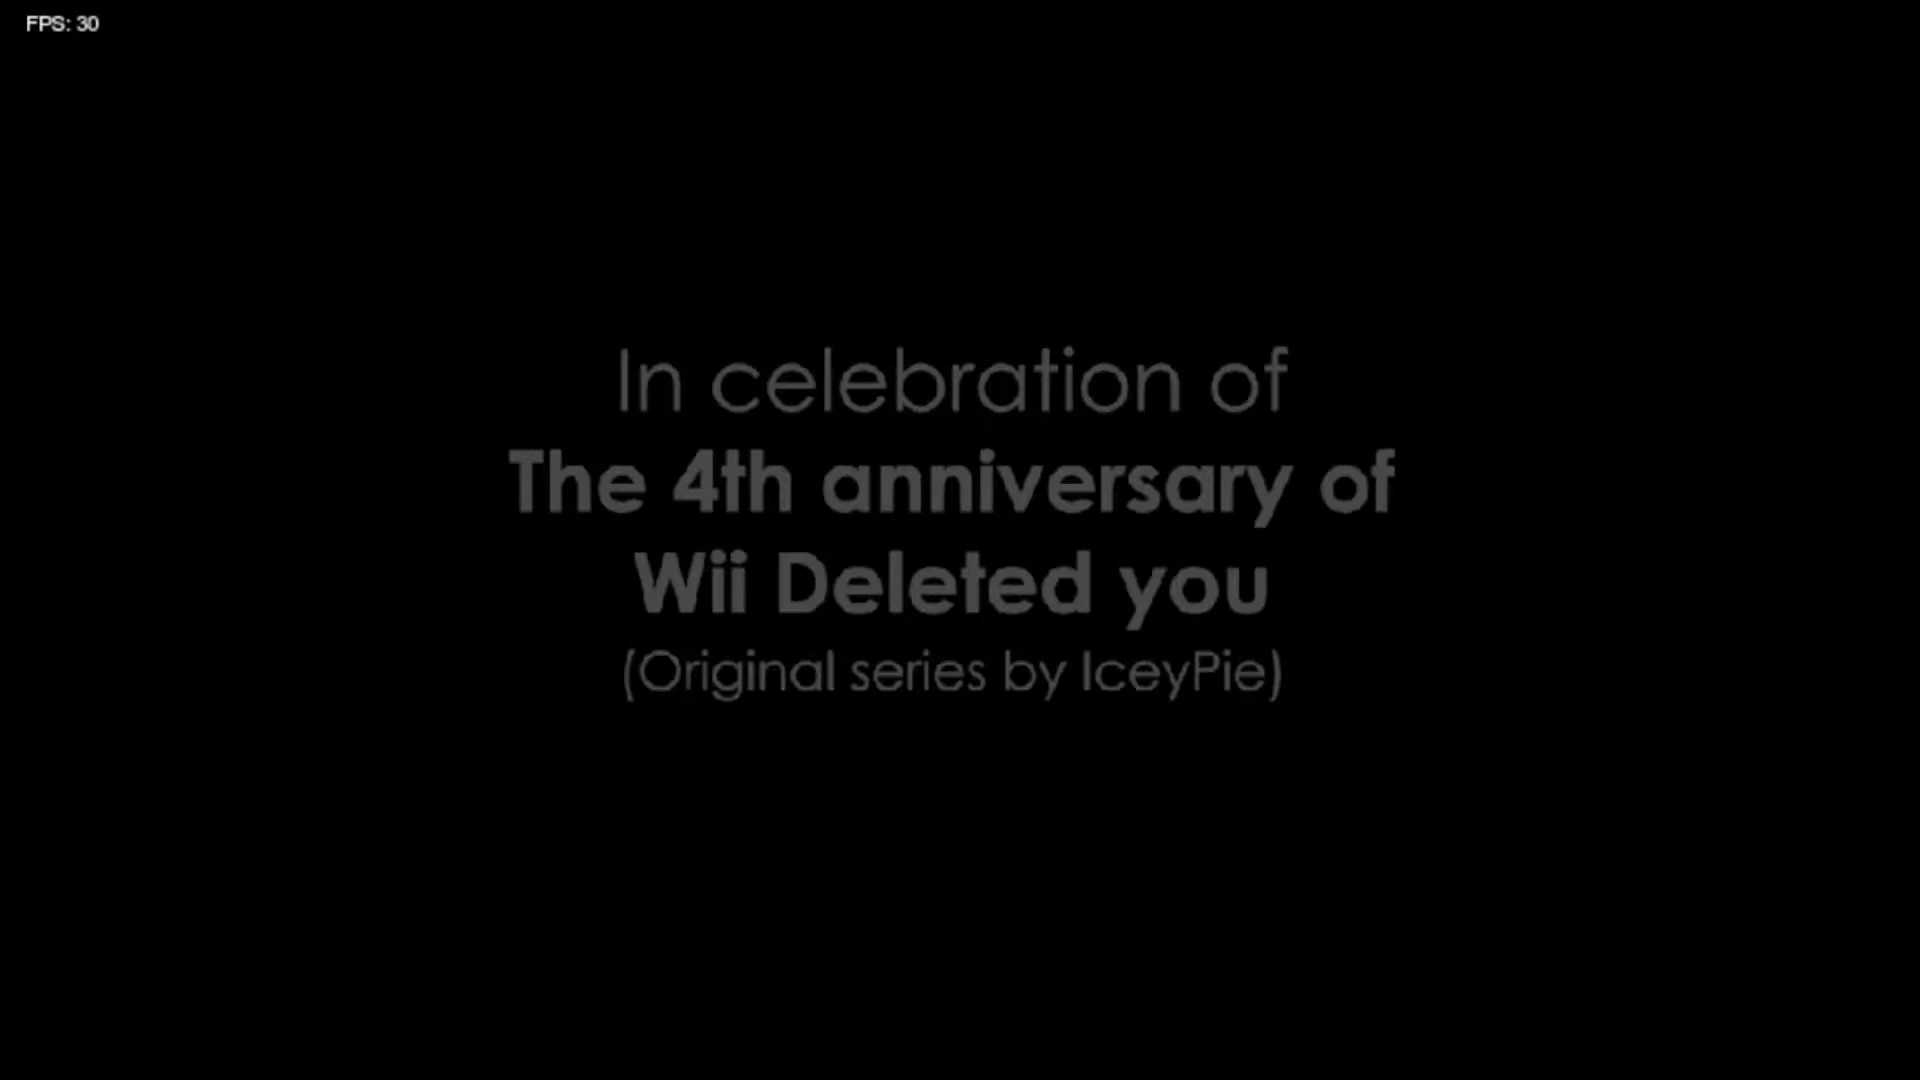 FPS: 30
In celebration of
The 4th anniversary of
Wii Deleted you
(Original series by IceyPie)